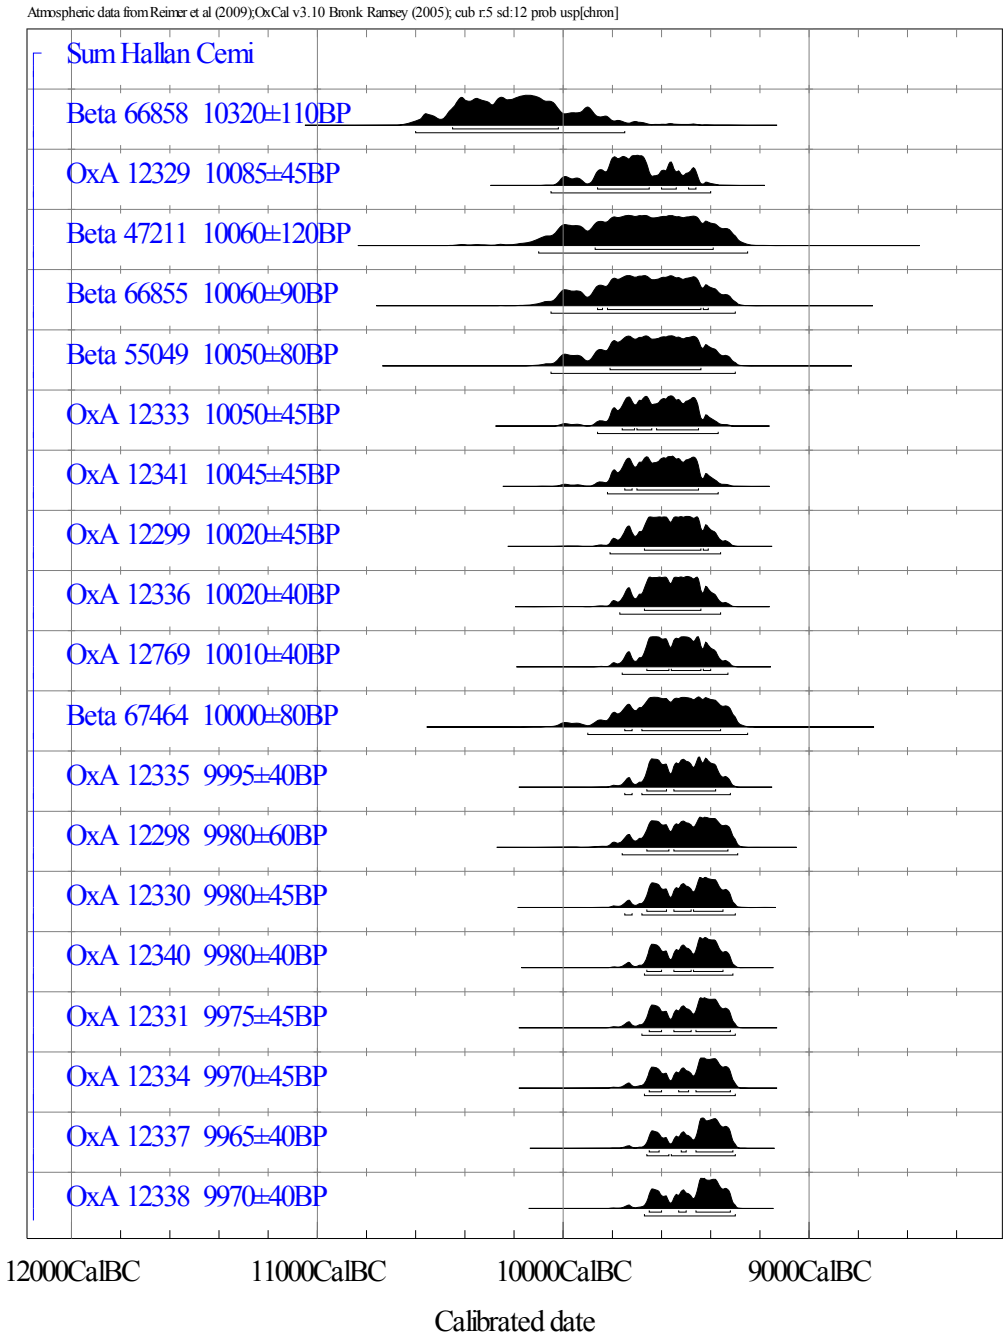 Atmospheric data from Reimer et al (2009);OxCal v3.10 Bronk Ramsey (2005); cub r:5 sd:12 prob usp[chron]
Sum Hallan Cemi
Beta 66858 10320±110BP
OxA 12329 10085±45BP
Beta 47211 10060±120BP
Beta 66855 10060±90BP
Beta 55049 10050±80BP
OxA 12333 10050±45BP
OxA 12341 10045±45BP
OxA 12299 10020±45BP
OxA 12336 10020±40BP
OxA 12769 10010±40BP
Beta 67464 10000±80BP
OxA 12335 9995±40BP
OxA 12298 9980±60BP
OxA 12330 9980±45BP
OxA 12340 9980±40BP
OxA 12331 9975±45BP
OxA 12334 9970±45BP
OxA 12337 9965±40BP
OxA 12338 9970±40BP
12000CalBC 11000CalBC 10000CalBC 9000CalBC
Calibrated date